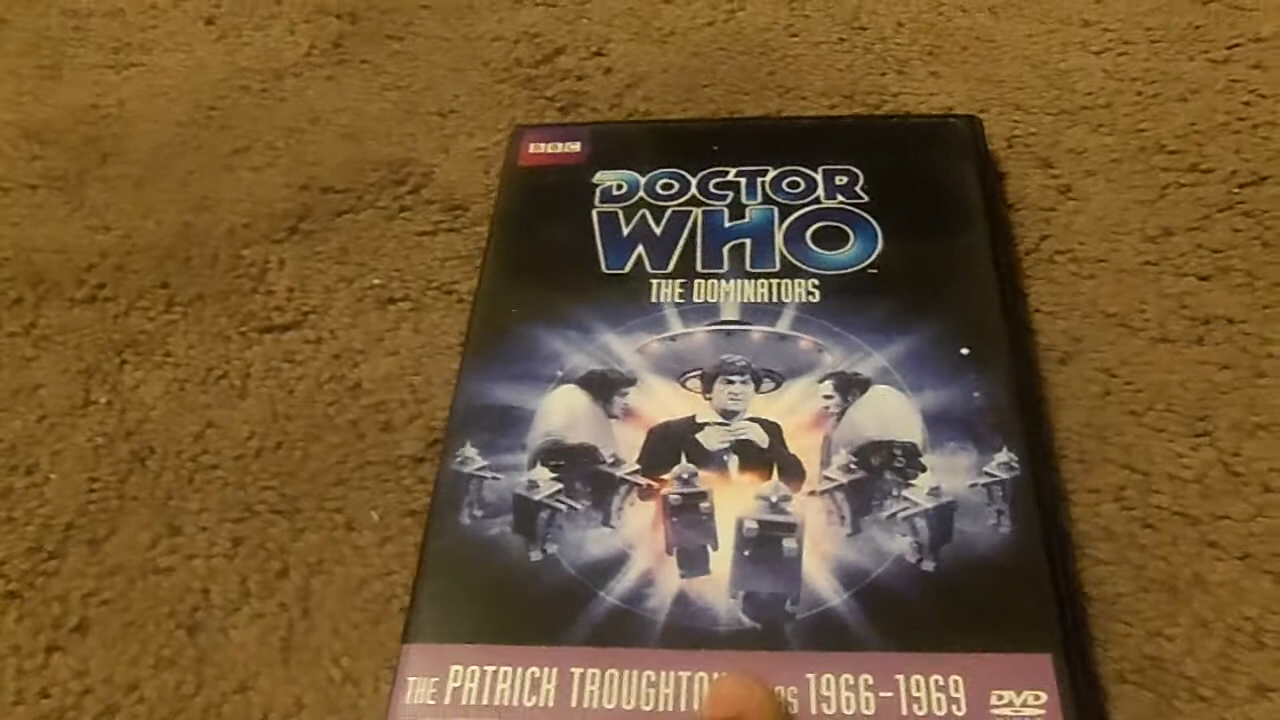 BBC
DOCTOR
WHO
THE DOMINATORS
THE PATRICK TROUGHTON 1966-1969
DVD